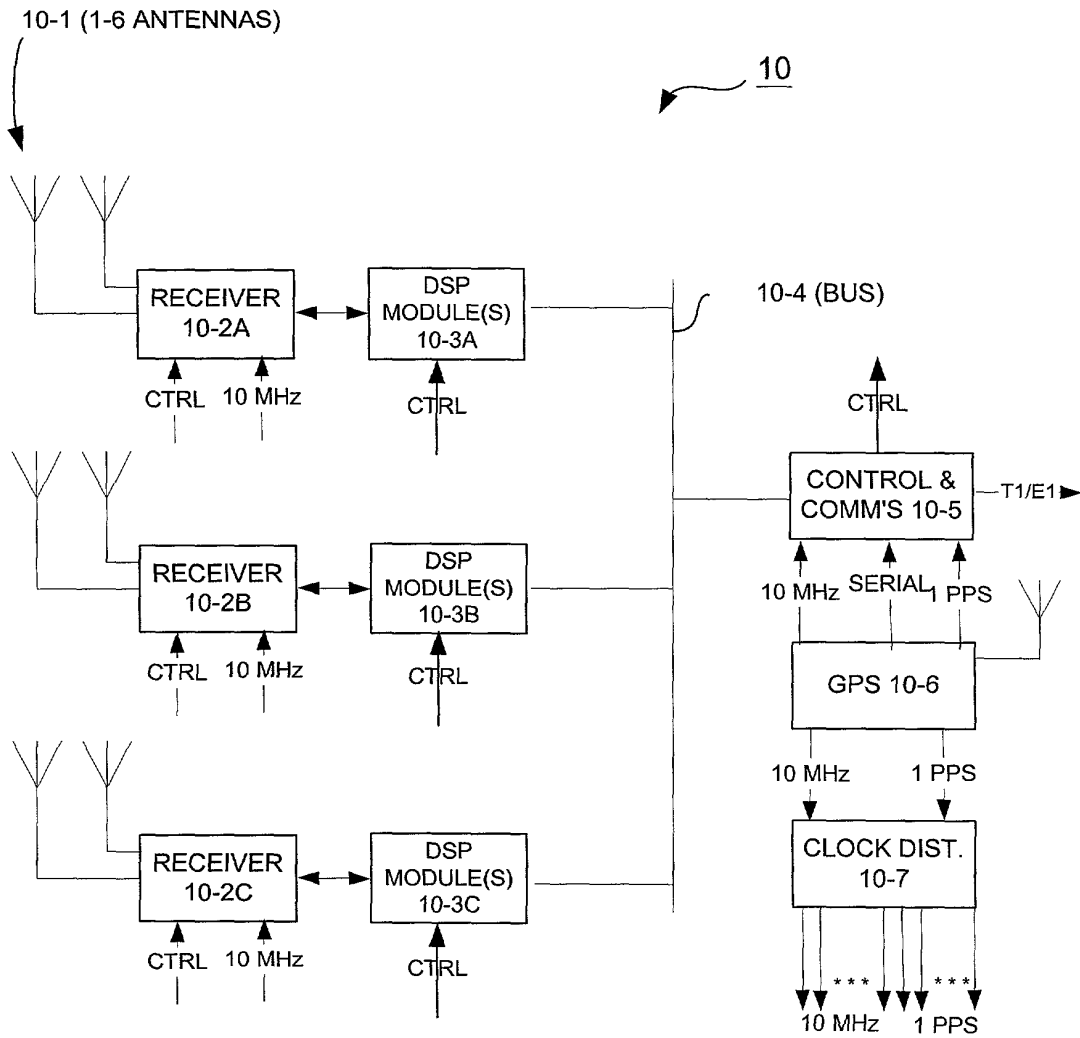 10-1 (1-6 ANTENNAS)
10
RECEIVER
10-2A
DSP
MODULE(S)
10-3A
10-4 (BUS)
CTRL
10 MHz
CTRL
CTRL
CONTROL &
COMM'S 10-5
T1/E1
RECEIVER
10-2B
DSP
MODULE(S)
10-3B
10 MHz
SERIAL
1 PPS
CTRL
10 MHz
CTRL
GPS 10-6
10 MHz
1 PPS
RECEIVER
10-2C
DSP
MODULE(S)
10-3C
CLOCK DIST.
10-7
CTRL
10 MHz
CTRL
* * *
* * *
10 MHz
1 PPS